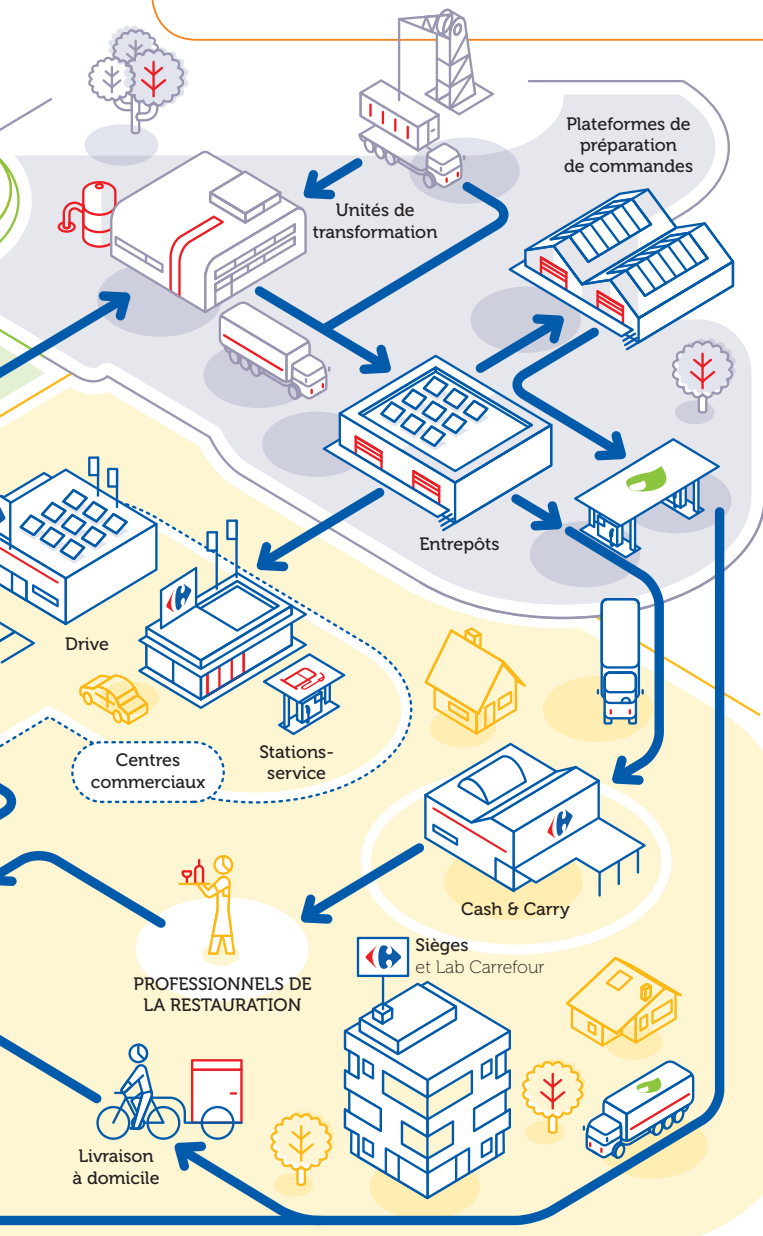 Plateformes de
préparation
de commandes
Unités de
transformation
Entrepôts
Drive
Centres
commerciaux
Stations-
service
Cash & Carry
PROFESSIONNELS DE
LA RESTAURATION
Sièges
et Lab Carrefour
Livraison
à domicile